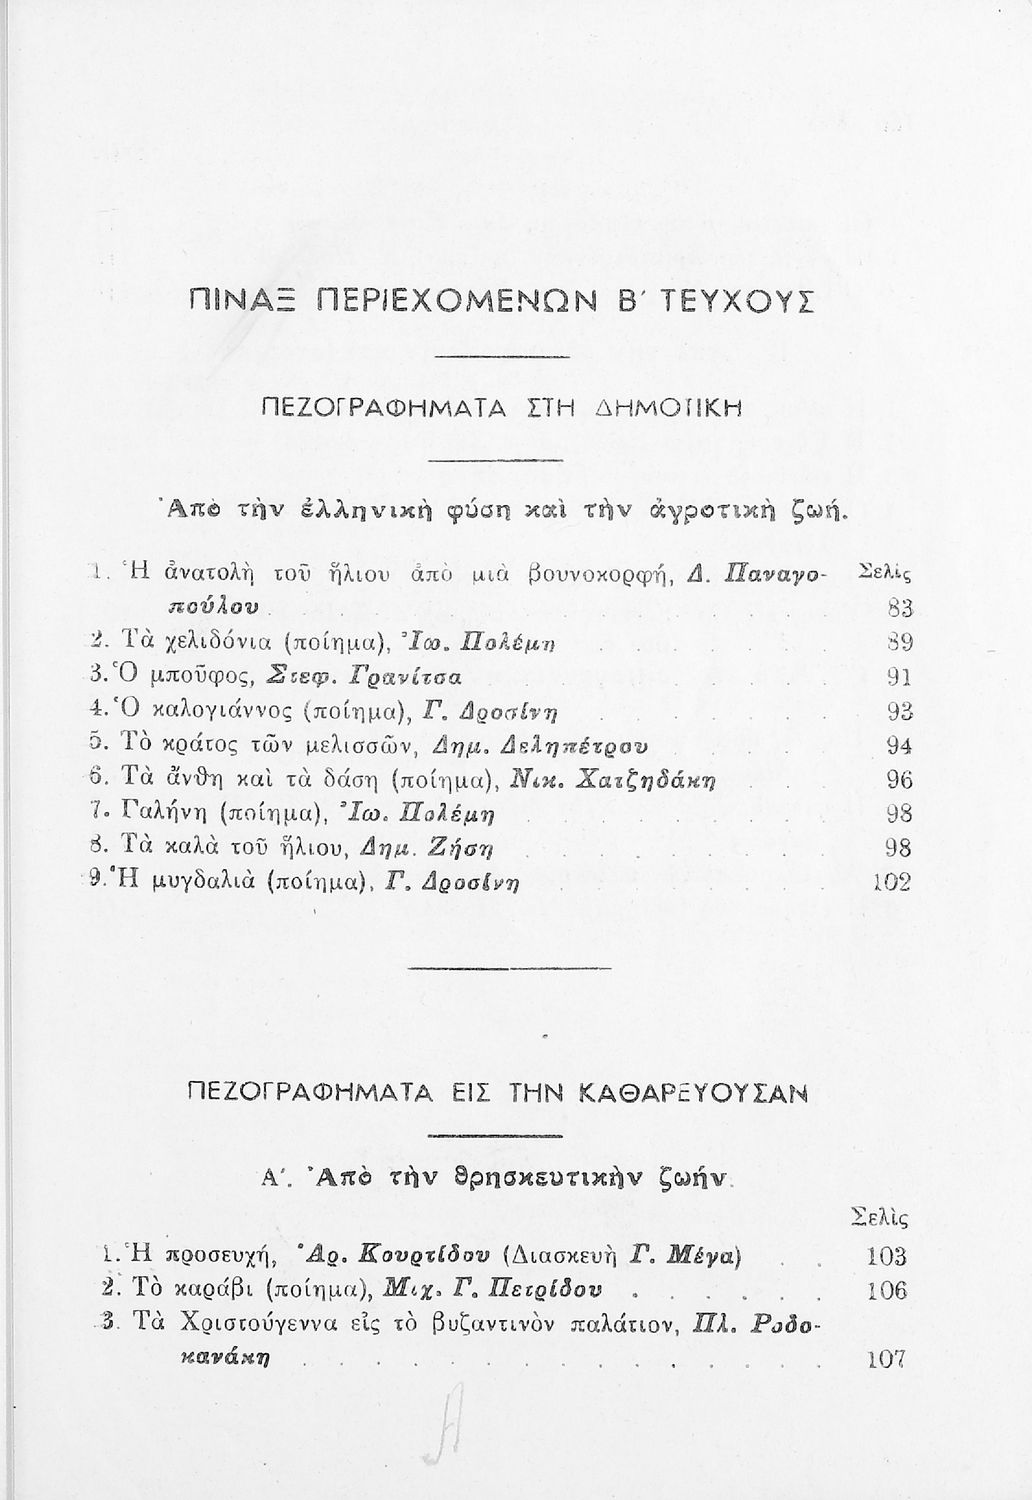 ΠΙΝΑΞ ΠΕΡΙΕΧΟΜΕΝΩΝ Β΄ ΤΕΥΧΟΥΣ
ΠΕΖΟΓΡΑΦΗΜΑΤΑ ΣΤΗ ΔΗΜΟΤΙΚΗ
Ἀπὸ τὴν ἑλληνικὴ φύση καὶ τὴν ἀγροτικὴ ζωή.
Σελὶς
1. Ἡ ἀνατολὴ τοῦ ἥλιου ἀπὸ μιὰ βουνοκορφή, Δ. Παναγο-
πούλου . . . . . . . . . . 83
2. Τὰ χελιδόνια (ποίημα), Ἰω. Πολέμη . . . . . . . 89
3. Ὁ μποῦφος, Στεφ. Γρανίτσα . . . . . . . . . 91
4. Ὁ καλογιάννος (ποίημα), Γ. Δροσίνη . . . . . . . 93
5. Τὸ κράτος τῶν μελισσῶν, Δημ. Δεληπέτρου . . . . . 94
6. Τὰ ἄνθη καὶ τὰ δάση (ποίημα), Νικ. Χατζηδάκη . . . 96
7. Γαλήνη (ποίημα), Ἰω. Πολέμη . . . . . . . . . 98
8. Τὰ καλὰ τοῦ ἥλιου, Δημ. Ζήση . . . . . . . . . 98
9. Ἡ μυγδαλιὰ (ποίημα), Γ. Δροσίνη . . . . . . . . 102
ΠΕΖΟΓΡΑΦΗΜΑΤΑ ΕΙΣ ΤΗΝ ΚΑΘΑΡΕΥΟΥΣΑΝ
Α΄. Ἀπὸ τὴν θρησκευτικὴν ζωήν.
Σελὶς
1. Ἡ προσευχή, Ἀρ. Κουρτίδου (Διασκευὴ Γ. Μέγα) . . 103
2. Τὸ καράβι (ποίημα), Μιχ. Γ. Πετρίδου . . . . . . 106
3. Τὰ Χριστούγεννα εἰς τὸ βυζαντινὸν παλάτιον, Πλ. Ροδο-
κανάκη . . . . . . . . . . . . . . 107